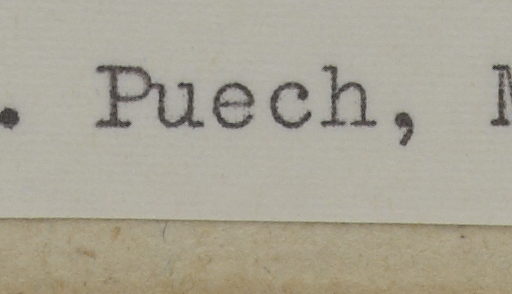 . Puech,